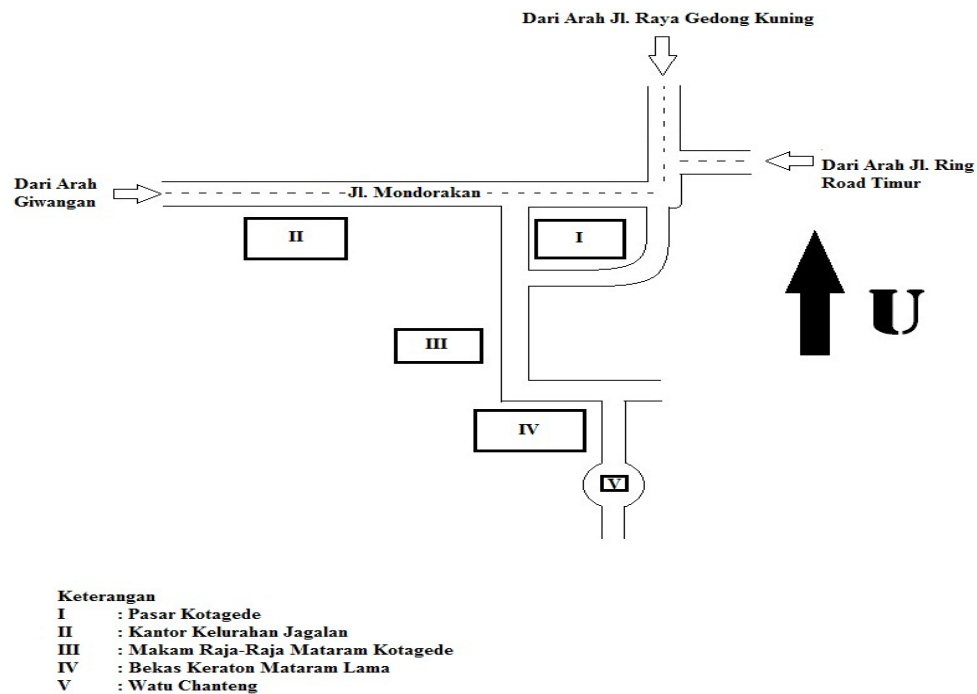 Dari Arah Jl. Raya Gedong Kuning
Dari Arah Jl. Ring
Road Timur
Dari Arah
Giwangan
Jl. Mondorakan
II
I
U
III
IV
V
Keterangan
I : Pasar Kotagede
II : Kantor Kelurahan Jagalan
III : Makam Raja-Raja Mataram Kotagede
IV : Bekas Keraton Mataram Lama
V : Watu Chanteng